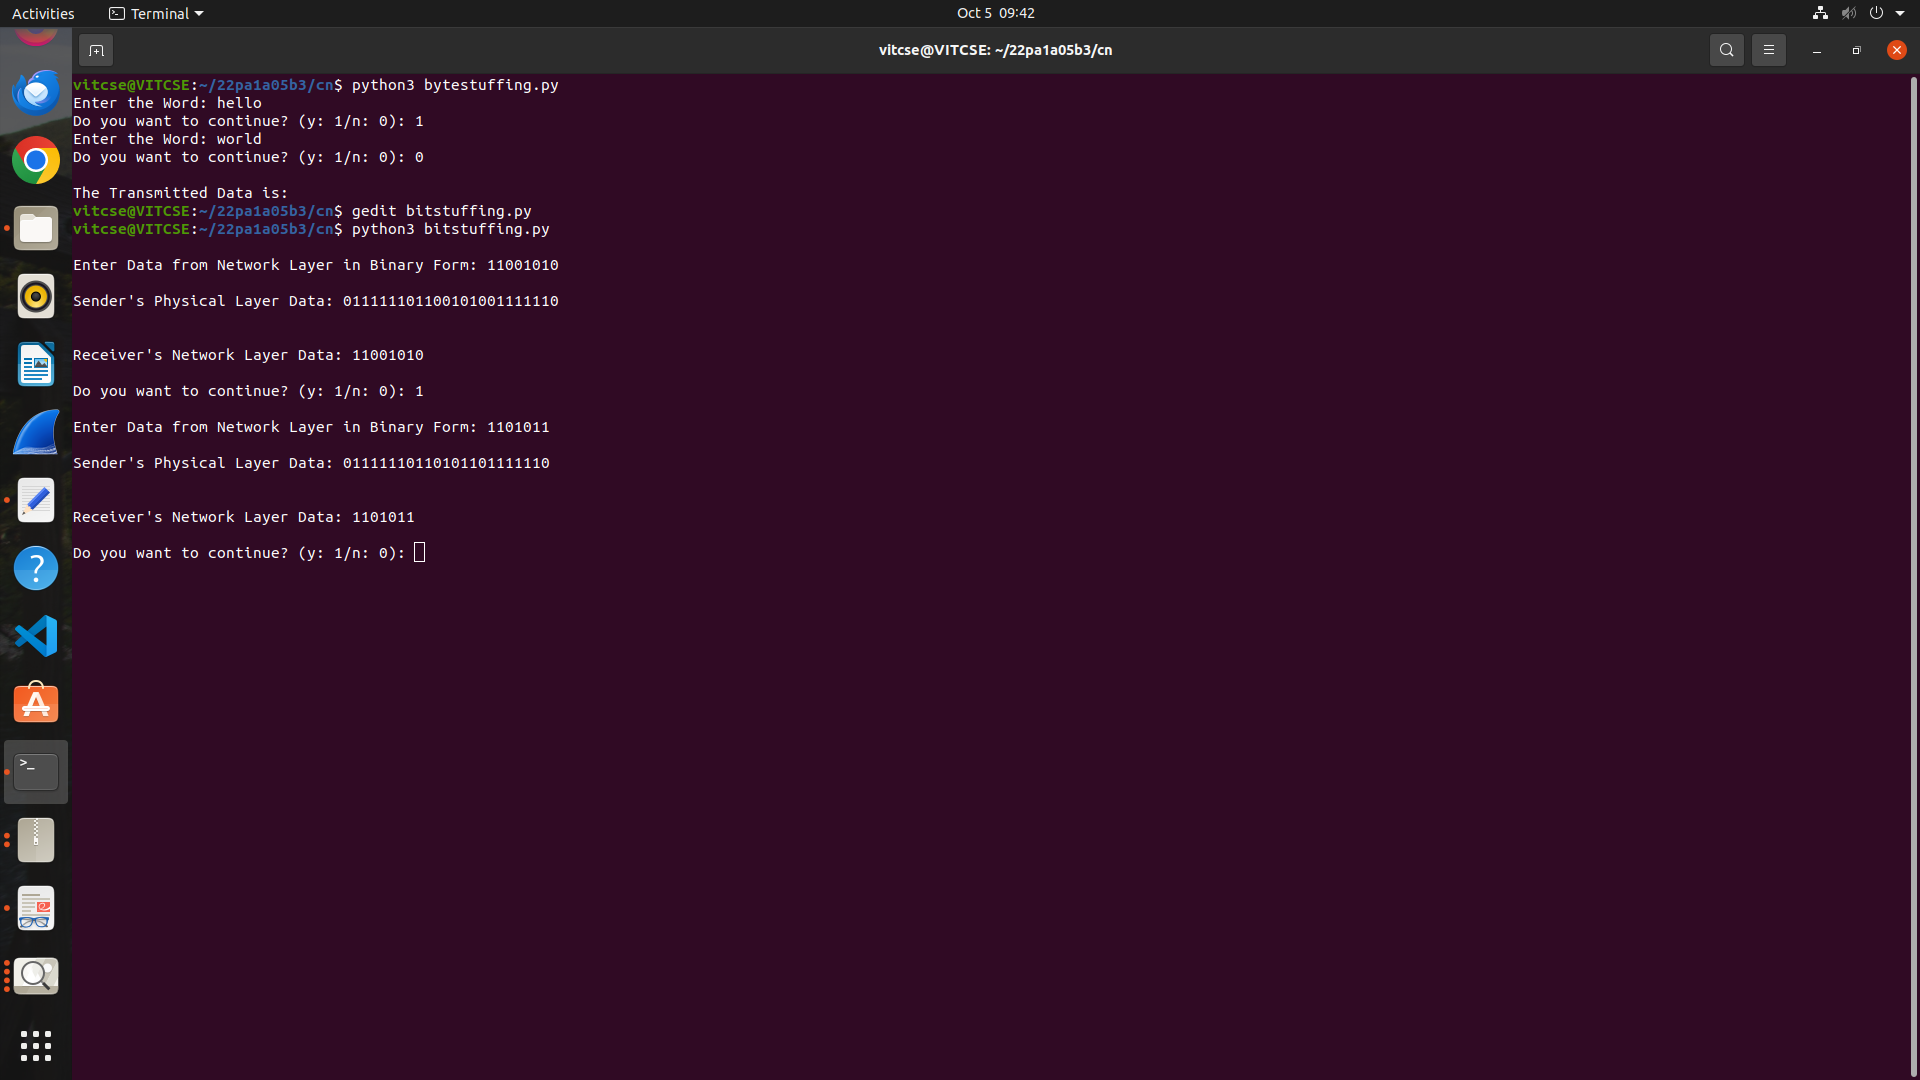 Activities
Terminal
Oct 5 09:42
vitcse@VITCSE: ~/22pa1a05b3/cn
vitcse@VITCSE:~/22pa1a05b3/cn$ python3 bytestuffing.py
Enter the Word: hello
Do you want to continue? (y: 1/n: 0): 1
Enter the Word: world
Do you want to continue? (y: 1/n: 0): 0
The Transmitted Data is:
vitcse@VITCSE:~/22pa1a05b3/cn$ gedit bitstuffing.py
vitcse@VITCSE:~/22pa1a05b3/cn$ python3 bitstuffing.py
Enter Data from Network Layer in Binary Form: 11001010
Sender's Physical Layer Data: 011111101100101001111110
Receiver's Network Layer Data: 11001010
Do you want to continue? (y: 1/n: 0): 1
Enter Data from Network Layer in Binary Form: 1101011
Sender's Physical Layer Data: 01111110110101101111110
Receiver's Network Layer Data: 1101011
Do you want to continue? (y: 1/n: 0):